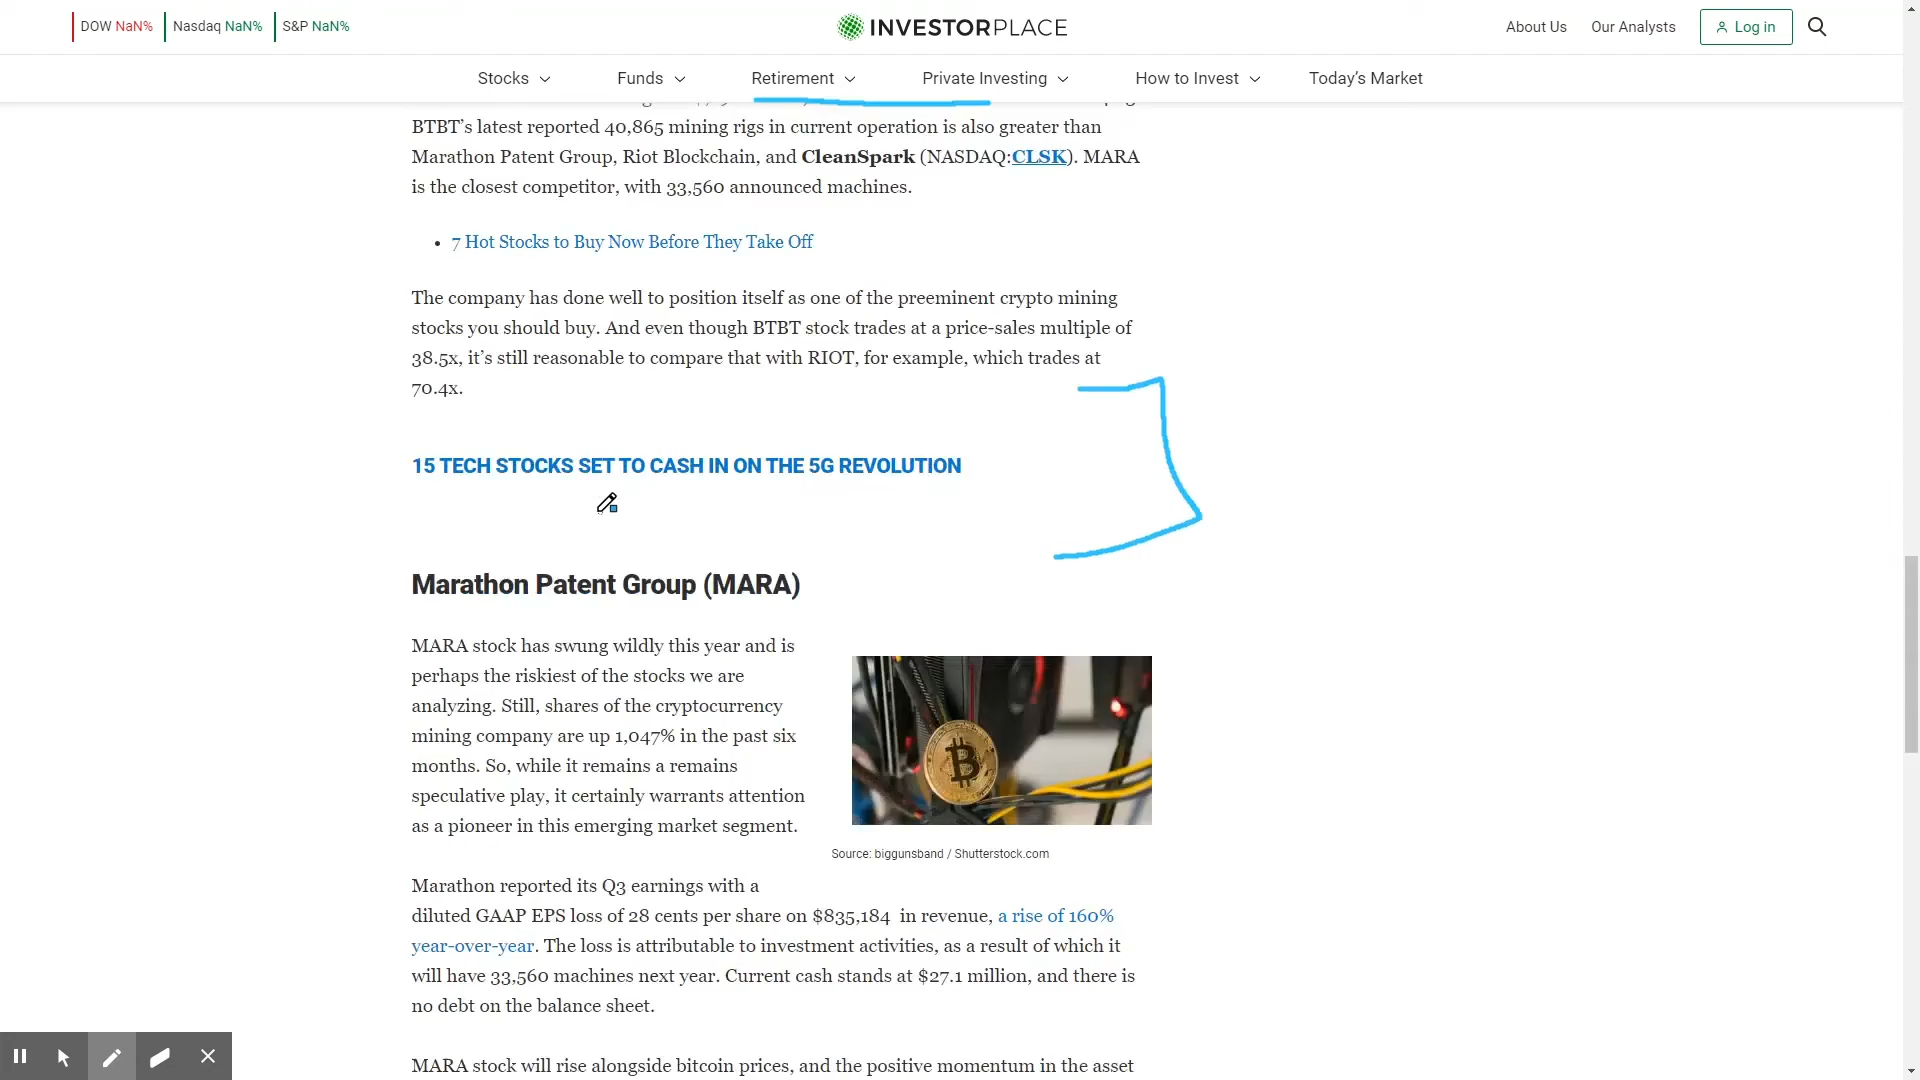 DOW NaN% Nasdaq NaN% S&P NaN%
INVESTORPLACE
About Us Our Analysts Log in
Stocks Funds Retirement Private Investing How to Invest Today’s Market
BTBT’s latest reported 40,865 mining rigs in current operation is also greater than
Marathon Patent Group, Riot Blockchain, and CleanSpark (NASDAQ:CLSK). MARA
is the closest competitor, with 33,560 announced machines.
• 7 Hot Stocks to Buy Now Before They Take Off
The company has done well to position itself as one of the preeminent crypto mining
stocks you should buy. And even though BTBT stock trades at a price-sales multiple of
38.5x, it’s still reasonable to compare that with RIOT, for example, which trades at
70.4x.
15 TECH STOCKS SET TO CASH IN ON THE 5G REVOLUTION
Marathon Patent Group (MARA)
MARA stock has swung wildly this year and is
perhaps the riskiest of the stocks we are
analyzing. Still, shares of the cryptocurrency
mining company are up 1,047% in the past six
months. So, while it remains a remains
speculative play, it certainly warrants attention
as a pioneer in this emerging market segment.
Source: biggunsband / Shutterstock.com
Marathon reported its Q3 earnings with a
diluted GAAP EPS loss of 28 cents per share on $835,184 in revenue, a rise of 160%
year-over-year. The loss is attributable to investment activities, as a result of which it
will have 33,560 machines next year. Current cash stands at $27.1 million, and there is
no debt on the balance sheet.
MARA stock will rise alongside bitcoin prices, and the positive momentum in the asset